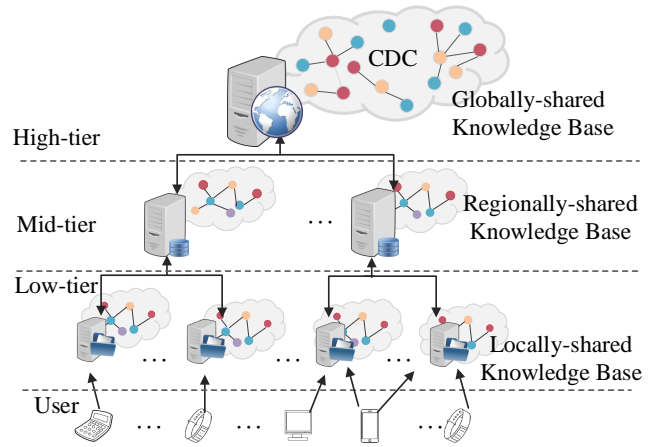 CDC
Globally-shared
Knowledge Base
High-tier
Mid-tier
...
Regionally-shared
Knowledge Base
Low-tier
... ... ...
Locally-shared
Knowledge Base
User
... ... ...